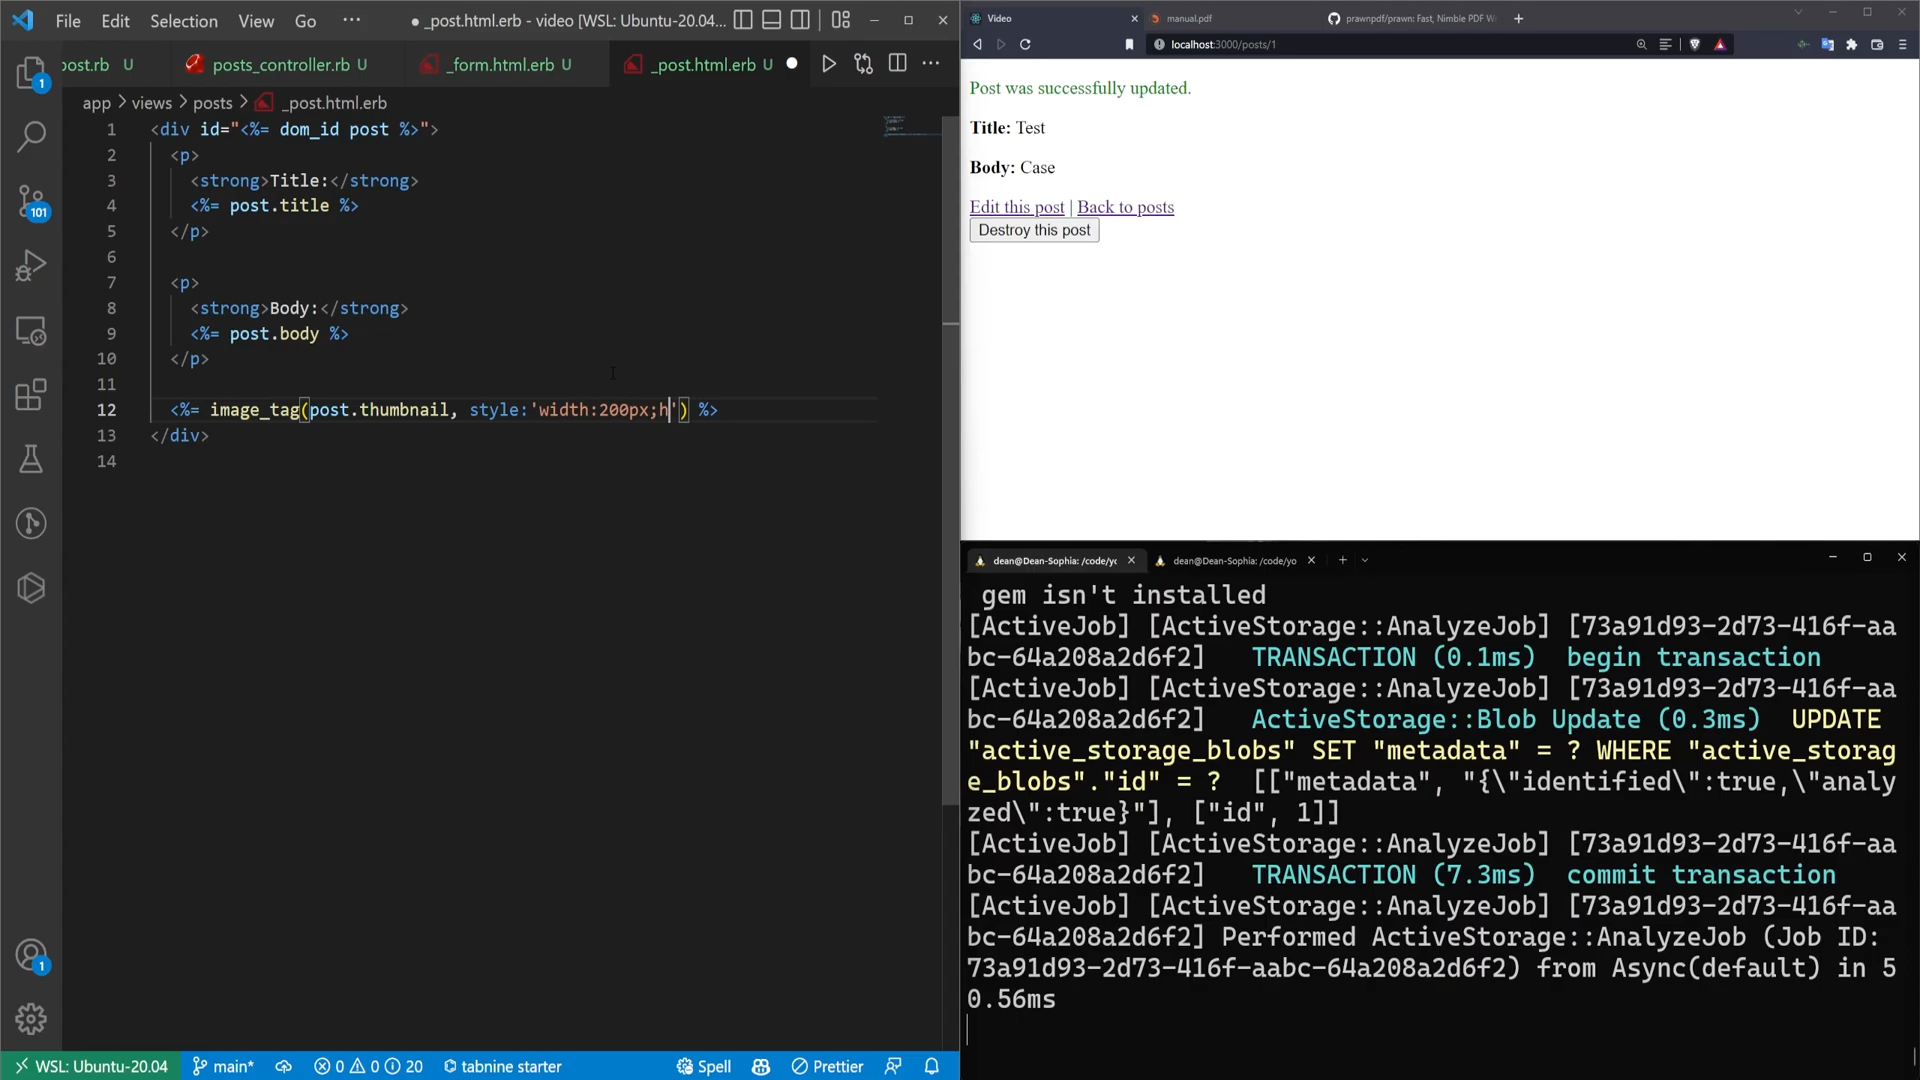 File Edit Selection View Go ··· ● _post.html.erb - video [WSL: Ubuntu-20.04...
post.rb U posts_controller.rb U _form.html.erb U _post.html.erb U
app > views > posts > _post.html.erb
1 <div id="<%= dom_id post %>">
2 <p>
3 <strong>Title:</strong>
4 <%= post.title %>
5 </p>
6
7 <p>
8 <strong>Body:</strong>
9 <%= post.body %>
10 </p>
11
12 <%= image_tag(post.thumbnail, style:'width:200px;h') %>
13 </div>
14
1
101
1
WSL: Ubuntu-20.04 main* 0 0 20 tabnine starter Spell Prettier
Video manual.pdf prawnpdf/prawn: Fast, Nimble PDF W
localhost:3000/posts/1
Post was successfully updated.
Title: Test
Body: Case
Edit this post | Back to posts
Destroy this post
dean@Dean-Sophia: /code/yc dean@Dean-Sophia: /code/yo
gem isn't installed
[ActiveJob] [ActiveStorage::AnalyzeJob] [73a91d93-2d73-416f-aa
bc-64a208a2d6f2] TRANSACTION (0.1ms) begin transaction
[ActiveJob] [ActiveStorage::AnalyzeJob] [73a91d93-2d73-416f-aa
bc-64a208a2d6f2] ActiveStorage::Blob Update (0.3ms) UPDATE
"active_storage_blobs" SET "metadata" = ? WHERE "active_storag
e_blobs"."id" = ? [["metadata", "{\"identified\":true,\"analy
zed\":true}"], ["id", 1]]
[ActiveJob] [ActiveStorage::AnalyzeJob] [73a91d93-2d73-416f-aa
bc-64a208a2d6f2] TRANSACTION (7.3ms) commit transaction
[ActiveJob] [ActiveStorage::AnalyzeJob] [73a91d93-2d73-416f-aa
bc-64a208a2d6f2] Performed ActiveStorage::AnalyzeJob (Job ID:
73a91d93-2d73-416f-aabc-64a208a2d6f2) from Async(default) in 5
0.56ms